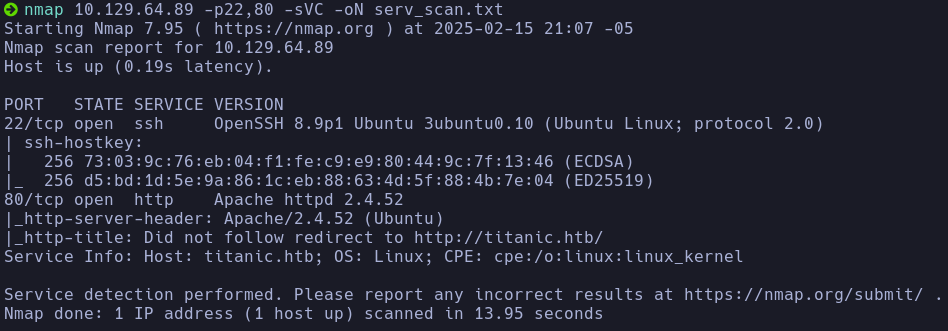 nmap 10.129.64.89 -p22,80 -sVC -oN serv_scan.txt
Starting Nmap 7.95 ( https://nmap.org ) at 2025-02-15 21:07 -05
Nmap scan report for 10.129.64.89
Host is up (0.19s latency).
PORT   STATE SERVICE VERSION
22/tcp open  ssh     OpenSSH 8.9p1 Ubuntu 3ubuntu0.10 (Ubuntu Linux; protocol 2.0)
| ssh-hostkey:
|   256 73:03:9c:76:eb:04:f1:fe:c9:e9:80:44:9c:7f:13:46 (ECDSA)
|_  256 d5:bd:1d:5e:9a:86:1c:eb:88:63:4d:5f:88:4b:7e:04 (ED25519)
80/tcp open  http    Apache httpd 2.4.52
|_http-server-header: Apache/2.4.52 (Ubuntu)
|_http-title: Did not follow redirect to http://titanic.htb/
Service Info: Host: titanic.htb; OS: Linux; CPE: cpe:/o:linux:linux_kernel
Service detection performed. Please report any incorrect results at https://nmap.org/submit/ .
Nmap done: 1 IP address (1 host up) scanned in 13.95 seconds